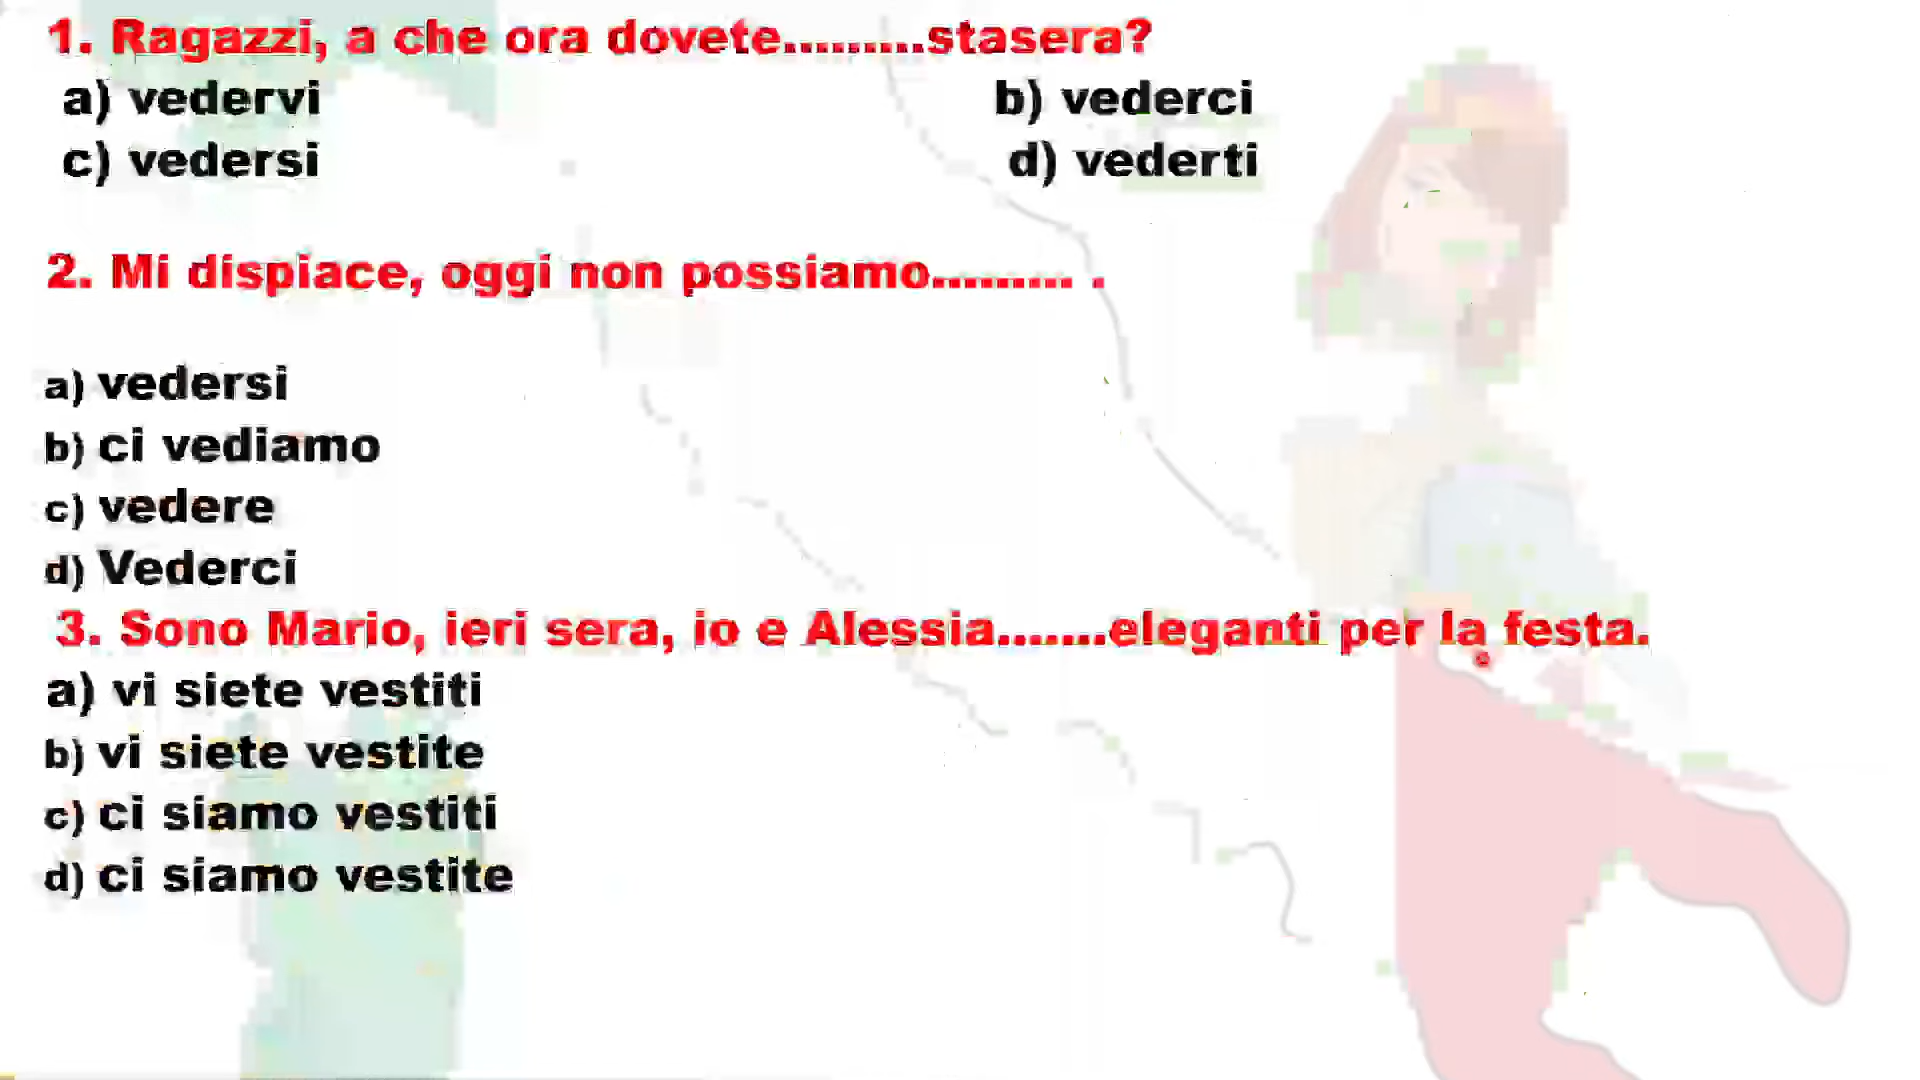 1. Ragazzi, a che ora dovete.........stasera?
a) vedervi b) vederci
c) vedersi d) vederti
2. Mi dispiace, oggi non possiamo......... .
a) vedersi
b) ci vediamo
c) vedere
d) Vederci
3. Sono Mario, ieri sera, io e Alessia.......eleganti per la festa.
a) vi siete vestiti
b) vi siete vestite
c) ci siamo vestiti
d) ci siamo vestite